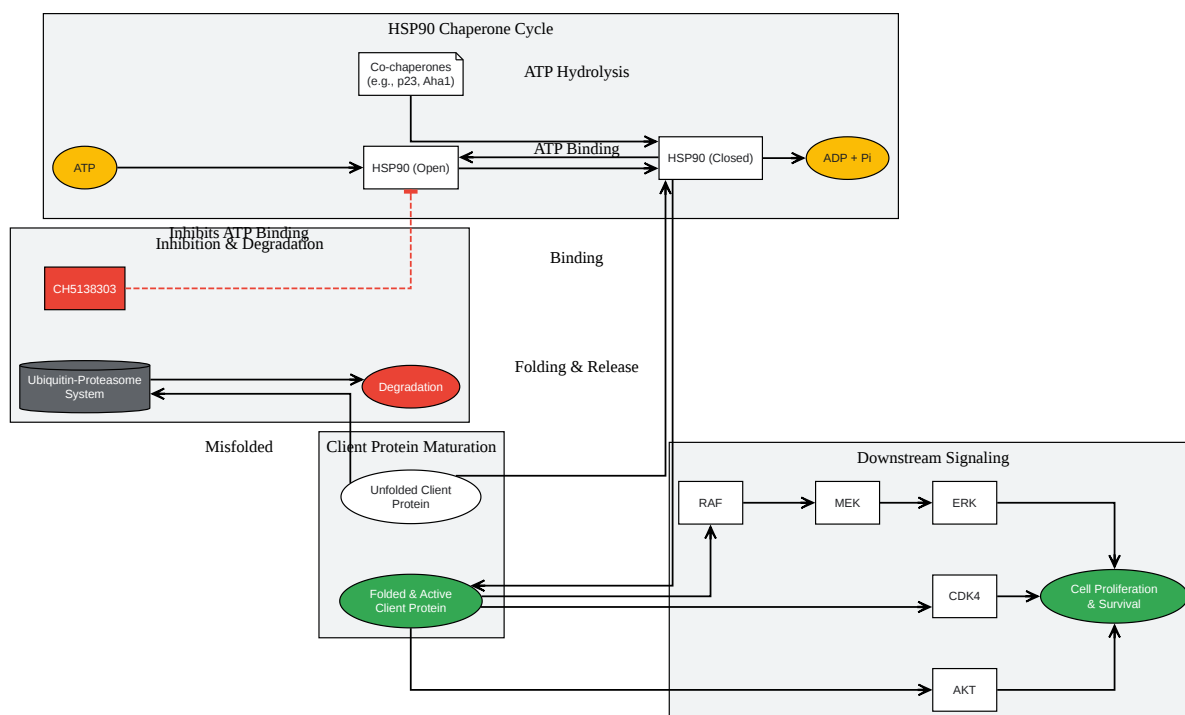 HSP90 Chaperone Cycle
Co-chaperones
(e.g., p23, Aha1)
ATP Hydrolysis
ATP
HSP90 (Open)
ATP Binding
HSP90 (Closed)
ADP + Pi
Inhibits ATP Binding
Inhibition & Degradation
Binding
CH5138303
Folding & Release
Ubiquitin-Proteasome
System
Degradation
Misfolded
Client Protein Maturation
Downstream Signaling
Unfolded Client
Protein
RAF
MEK
ERK
Folded & Active
Client Protein
CDK4
Cell Proliferation
& Survival
AKT